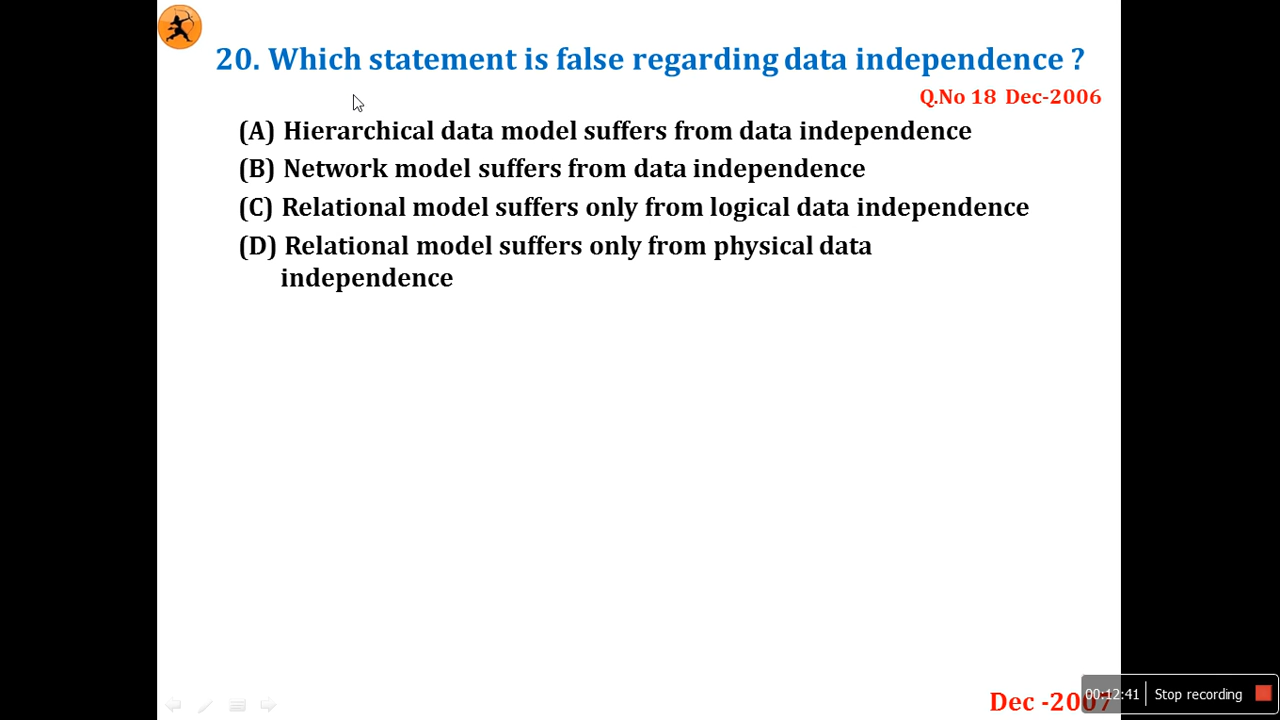 20. Which statement is false regarding data independence ?
Q.No 18 Dec-2006
(A) Hierarchical data model suffers from data independence
(B) Network model suffers from data independence
(C) Relational model suffers only from logical data independence
(D) Relational model suffers only from physical data
independence
Dec -2007
00:12:41 Stop recording